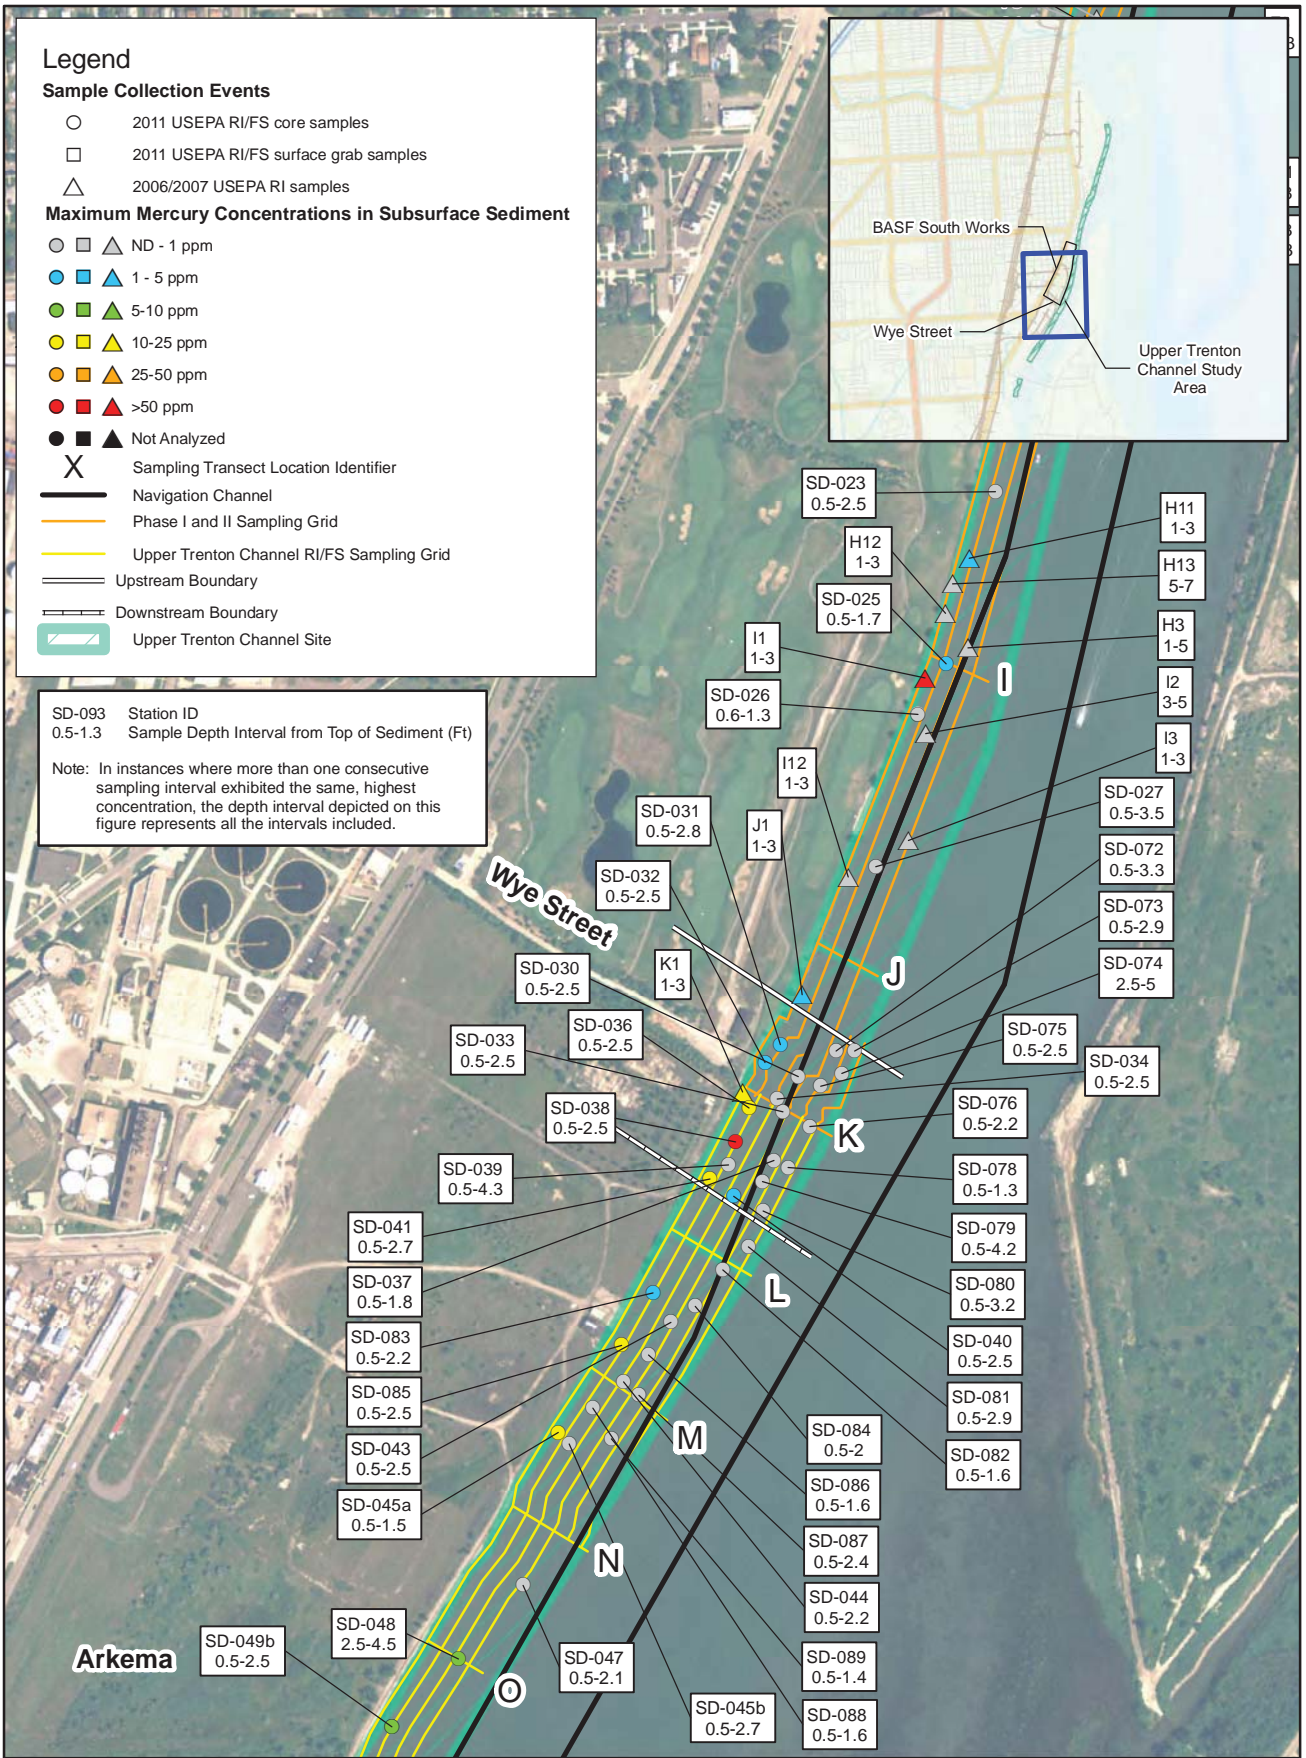 Legend
Sample Collection Events
2011 USEPA RI/FS core samples
2011 USEPA RI/FS surface grab samples
2006/2007 USEPA RI samples
Maximum Mercury Concentrations in Subsurface Sediment
ND - 1 ppm
1 - 5 ppm
5-10 ppm
10-25 ppm
25-50 ppm
>50 ppm
Not Analyzed
X Sampling Transect Location Identifier
Navigation Channel
Phase I and II Sampling Grid
Upper Trenton Channel RI/FS Sampling Grid
Upstream Boundary
Downstream Boundary
Upper Trenton Channel Site
SD-093 Station ID
0.5-1.3 Sample Depth Interval from Top of Sediment (Ft)
Note: In instances where more than one consecutive
sampling interval exhibited the same, highest
concentration, the depth interval depicted on this
figure represents all the intervals included.
BASF South Works
Wye Street
Upper Trenton
Channel Study
Area
SD-023
0.5-2.5
H11
1-3
H12
1-3
H13
5-7
SD-025
0.5-1.7
H3
1-5
I1
1-3
I
I2
3-5
SD-026
0.6-1.3
I3
1-3
I12
1-3
SD-027
0.5-3.5
SD-031
0.5-2.8
J1
1-3
SD-072
0.5-3.3
SD-032
0.5-2.5
Wye Street
SD-073
0.5-2.9
SD-030
0.5-2.5
K1
1-3
J
SD-074
2.5-5
SD-036
0.5-2.5
SD-033
0.5-2.5
SD-075
0.5-2.5
SD-034
0.5-2.5
SD-038
0.5-2.5
SD-076
0.5-2.2
K
SD-039
0.5-4.3
SD-078
0.5-1.3
SD-041
0.5-2.7
SD-079
0.5-4.2
SD-037
0.5-1.8
SD-080
0.5-3.2
L
SD-083
0.5-2.2
SD-040
0.5-2.5
SD-085
0.5-2.5
SD-081
0.5-2.9
SD-043
0.5-2.5
M
SD-084
0.5-2
SD-082
0.5-1.6
SD-045a
0.5-1.5
SD-086
0.5-1.6
N
SD-087
0.5-2.4
SD-044
0.5-2.2
SD-048
2.5-4.5
SD-049b
0.5-2.5
Arkema
SD-047
0.5-2.1
SD-089
0.5-1.4
O
SD-045b
0.5-2.7
SD-088
0.5-1.6